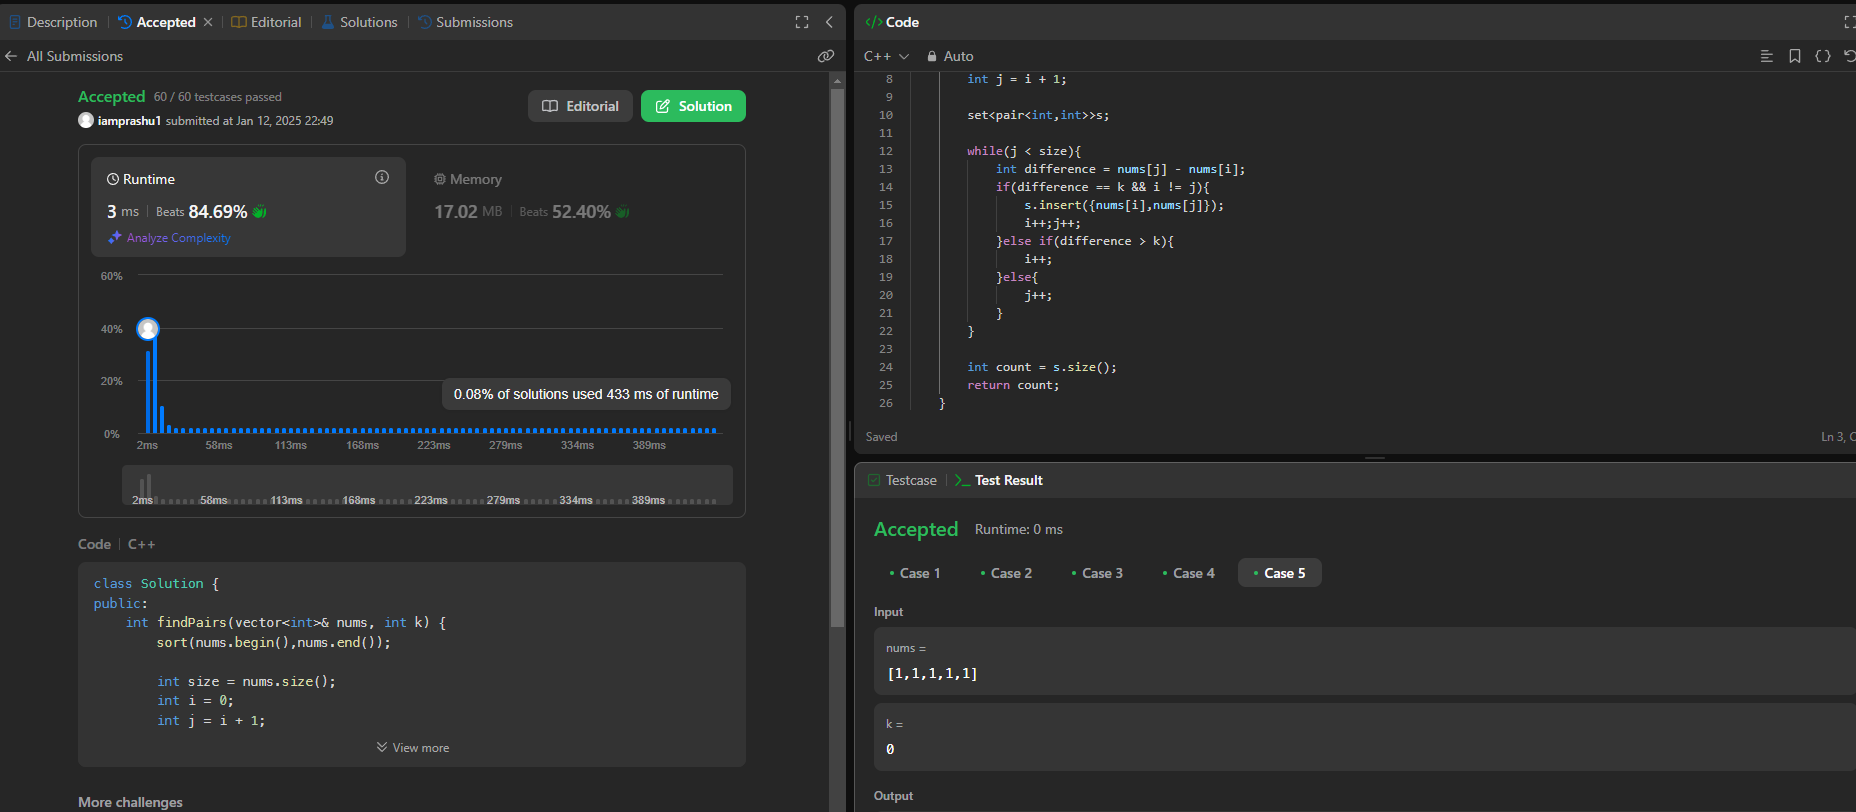 Description
Accepted
Editorial
Solutions
Submissions
All Submissions
Accepted 60 / 60 testcases passed
iamprashu1 submitted at Jan 12, 2025 22:49
Editorial
Solution
Runtime
3 ms | Beats 84.69%
Analyze Complexity
Memory
17.02 MB | Beats 52.40%
60%
40%
20%
0%
0.08% of solutions used 433 ms of runtime
2ms 58ms 113ms 168ms 223ms 279ms 334ms 389ms
2ms 58ms 113ms 168ms 223ms 279ms 334ms 389ms
Code | C++
class Solution {
public:
    int findPairs(vector<int>& nums, int k) {
        sort(nums.begin(),nums.end());
        int size = nums.size();
        int i = 0;
        int j = i + 1;
View more
More challenges
</> Code
C++ Auto
8 int j = i + 1;
9
10 set<pair<int,int>>s;
11
12 while(j < size){
13 int difference = nums[j] - nums[i];
14 if(difference == k && i != j){
15 s.insert({nums[i],nums[j]});
16 i++;j++;
17 }else if(difference > k){
18 i++;
19 }else{
20 j++;
21 }
22 }
23
24 int count = s.size();
25 return count;
26 }
Saved
Ln 3, C
Testcase
Test Result
Accepted Runtime: 0 ms
• Case 1 • Case 2 • Case 3 • Case 4 • Case 5
Input
nums =
[1,1,1,1,1]
k =
0
Output